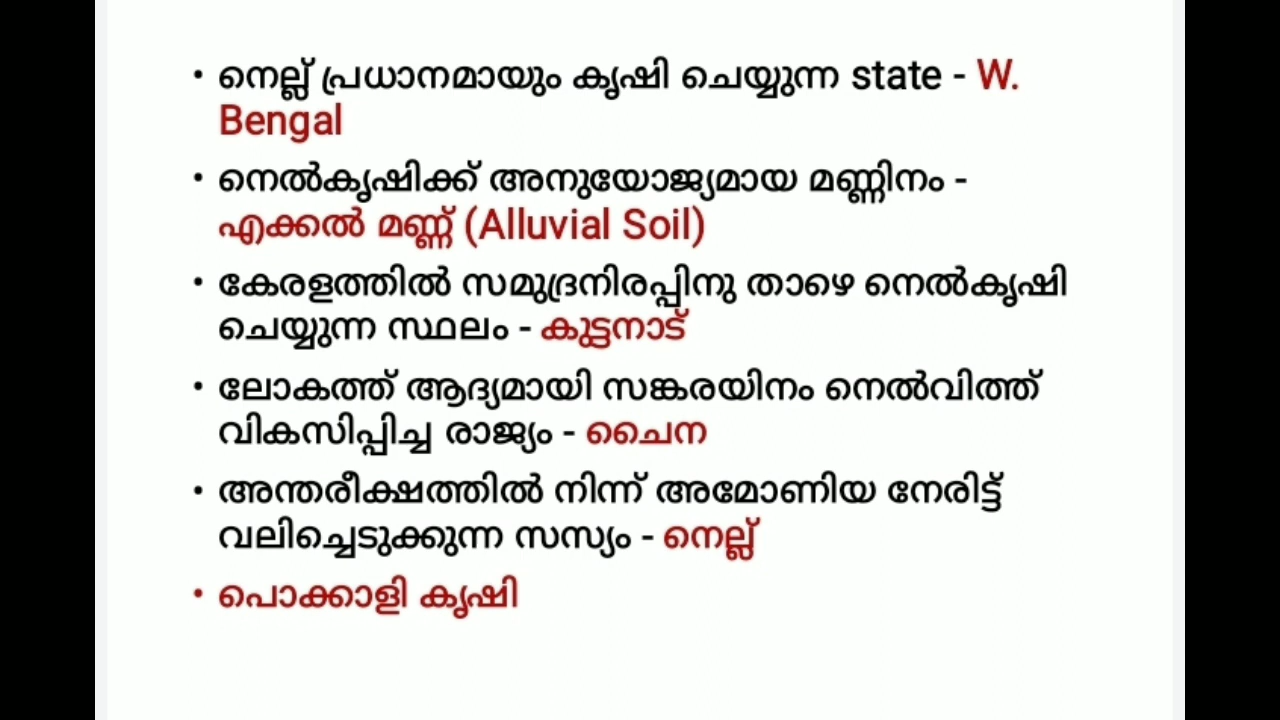 • നെല്ല് പ്രധാനമായും കൃഷി ചെയ്യുന്ന state - W.
Bengal
• നെൽകൃഷിക്ക് അനുയോജ്യമായ മണ്ണിനം -
എക്കൽ മണ്ണ് (Alluvial Soil)
• കേരളത്തിൽ സമുദ്രനിരപ്പിനു താഴെ നെൽകൃഷി
ചെയ്യുന്ന സ്ഥലം - കുട്ടനാട്
• ലോകത്ത് ആദ്യമായി സങ്കരയിനം നെൽവിത്ത്
വികസിപ്പിച്ച രാജ്യം - ചൈന
• അന്തരീക്ഷത്തിൽ നിന്ന് അമോണിയ നേരിട്ട്
വലിച്ചെടുക്കുന്ന സസ്യം - നെല്ല്
• പൊക്കാളി കൃഷി